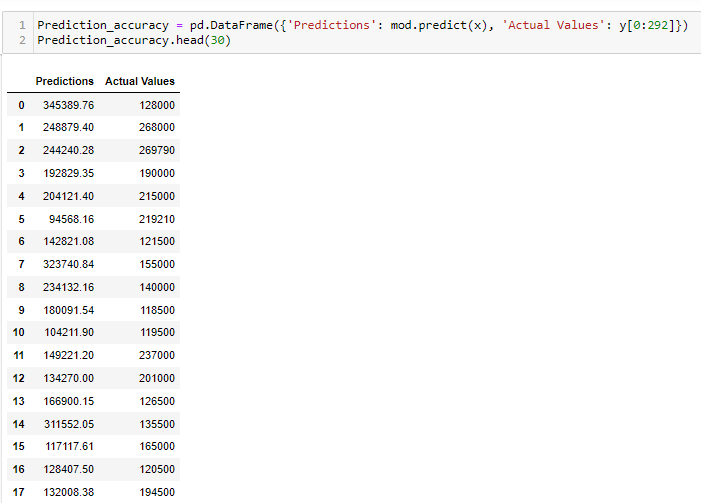 1 Prediction_accuracy = pd.DataFrame({'Predictions': mod.predict(x), 'Actual Values': y[0:292]})
2 Prediction_accuracy.head(30)
Predictions Actual Values
0 345389.76 128000
1 248879.40 268000
2 244240.28 269790
3 192829.35 190000
4 204121.40 215000
5 94568.16 219210
6 142821.08 121500
7 323740.84 155000
8 234132.16 140000
9 180091.54 118500
10 104211.90 119500
11 149221.20 237000
12 134270.00 201000
13 166900.15 126500
14 311552.05 135500
15 117117.61 165000
16 128407.50 120500
17 132008.38 194500